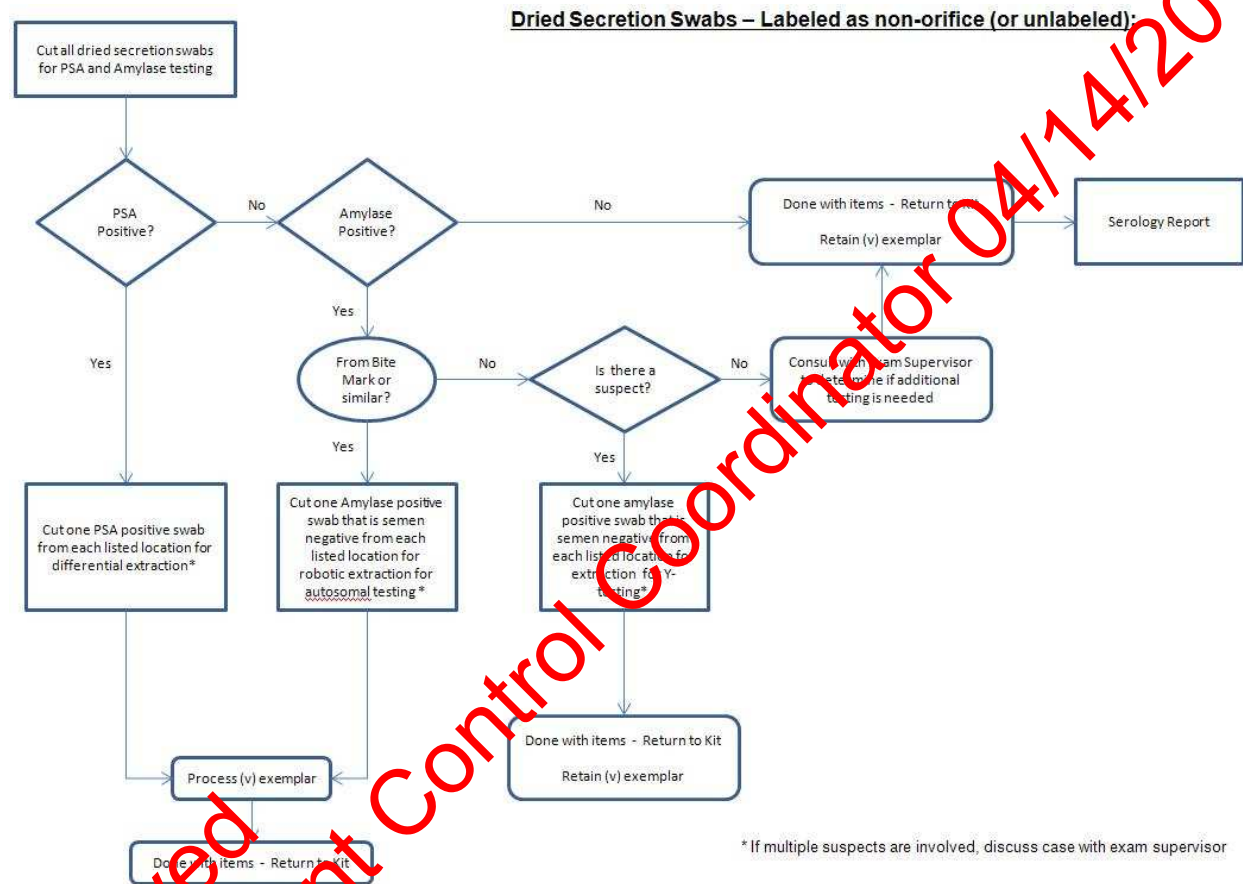 Dried Secretion Swabs – Labeled as non-orifice (or unlabeled):
Cut all dried secretion swabs
for PSA and Amylase testing
PSA
Positive?
No
Amylase
Positive?
No
Done with items - Return to Kit
Retain (v) exemplar
Serology Report
Yes
Yes
From Bite
Mark or
similar?
No
Is there a
suspect?
No
Consult with Exam Supervisor
to determine if additional
testing is needed
Yes
Yes
Cut one PSA positive swab
from each listed location for
differential extraction*
Cut one Amylase positive
swab that is semen
negative from each
listed location for
robotic extraction for
autosomal testing *
Cut one amylase
positive swab that is
semen negative from
each listed location for
extraction for Y-
testing*
Process (v) exemplar
Done with items - Return to Kit
Done with items - Return to Kit
Retain (v) exemplar
* If multiple suspects are involved, discuss case with exam supervisor
Control Coordinator 04/14/20